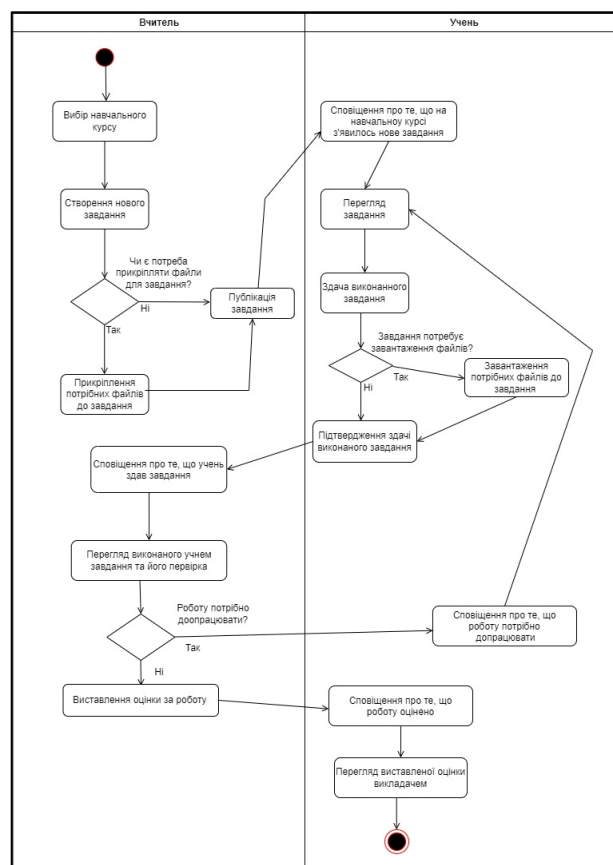 Вчитель
Учень
Вибір навчального
курсу
Сповіщення про те, що на
навчальноу курсі
з'явилось нове завдання
Створення нового
завдання
Перегляд
завдання
Чи є потреба
прикріпляти файли
для завдання?
Ні
Так
Публікація
завдання
Здача виконанного
завдання
Завдання потребує
завантаження файлів?
Так
Ні
Завантаження
потрібних файлів до
завдання
Прикріплення
потрібних файлів
до завдання
Підтвердження здачі
виконаного завдання
Сповіщення про те, що учень
здав завдання
Перегляд виконаного учнем
завдання та його первірка
Роботу потрібно
доопрацювати?
Так
Ні
Сповіщення про те, що
роботу потрібно
допрацювати
Виставлення оцінки за роботу
Сповіщення про те, що
роботу оцінено
Перегляд виставленої оцінки
викладачем